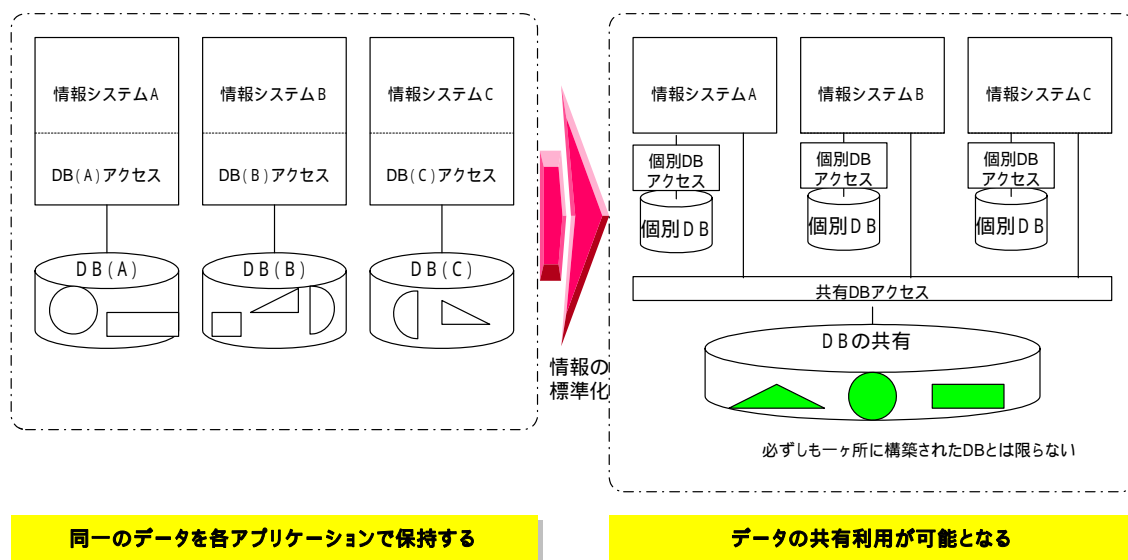 情報システムA
情報システムB
情報システムC
DB(A)アクセス
DB(B)アクセス
DB(C)アクセス
DB(A)
DB(B)
DB(C)
情報の
標準化
情報システムA
情報システムB
情報システムC
個別DB
アクセス
個別DB
アクセス
個別DB
アクセス
個別DB
個別DB
個別DB
共有DBアクセス
DBの共有
必ずしも一ヶ所に構築されたDBとは限らない
同一のデータを各アプリケーションで保持する
データの共有利用が可能となる